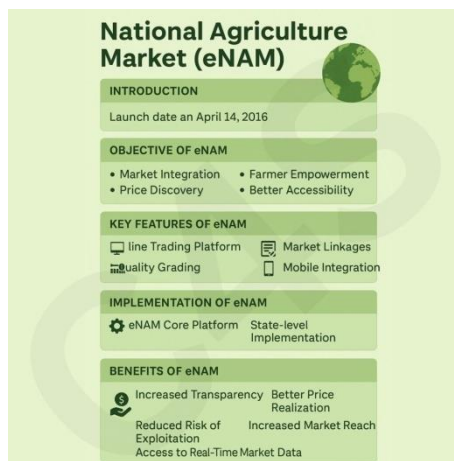 National Agriculture
Market (eNAM)
INTRODUCTION
Launch date an April 14, 2016
OBJECTIVE OF eNAM
• Market Integration
• Farmer Empowerment
• Price Discovery
• Better Accessibility
KEY FEATURES OF eNAM
line Trading Platform
Market Linkages
uality Grading
Mobile Integration
IMPLEMENTATION OF eNAM
eNAM Core Platform
State-level
Implementation
BENEFITS OF eNAM
Increased Transparency
Better Price
Realization
Reduced Risk of
Exploitation
Increased Market Reach
Access to Real-Time Market Data
C4S